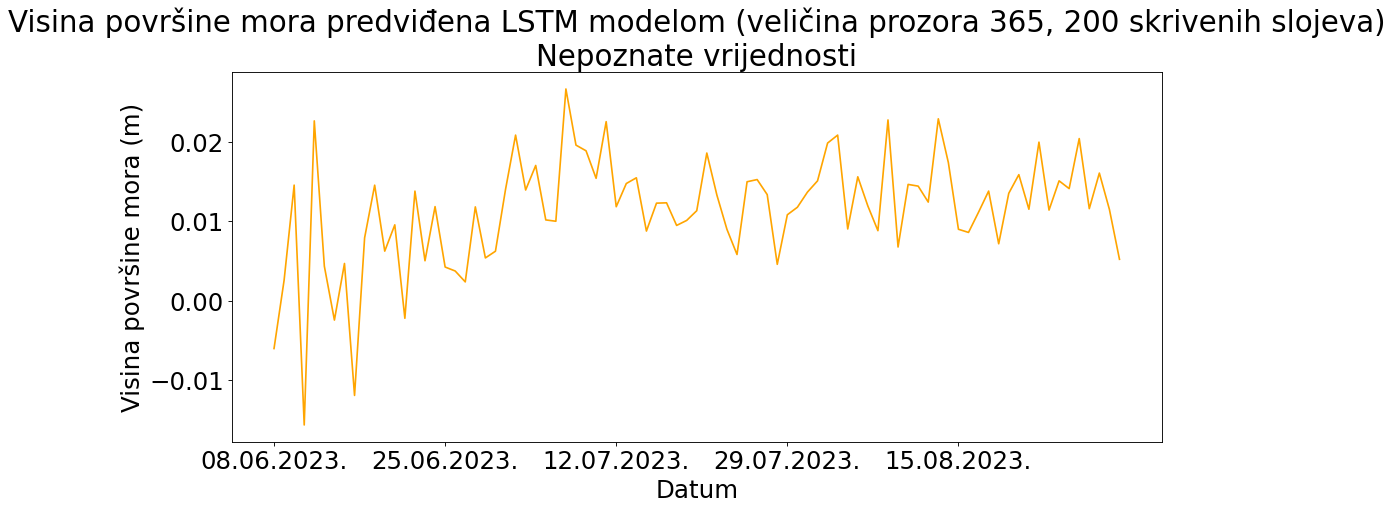 Visina površine mora predviđena LSTM modelom (veličina prozora 365, 200 skrivenih slojeva)
Nepoznate vrijednosti
Visina površine mora (m)
0.02
0.01
0.00
−0.01
08.06.2023. 25.06.2023. 12.07.2023. 29.07.2023. 15.08.2023.
Datum